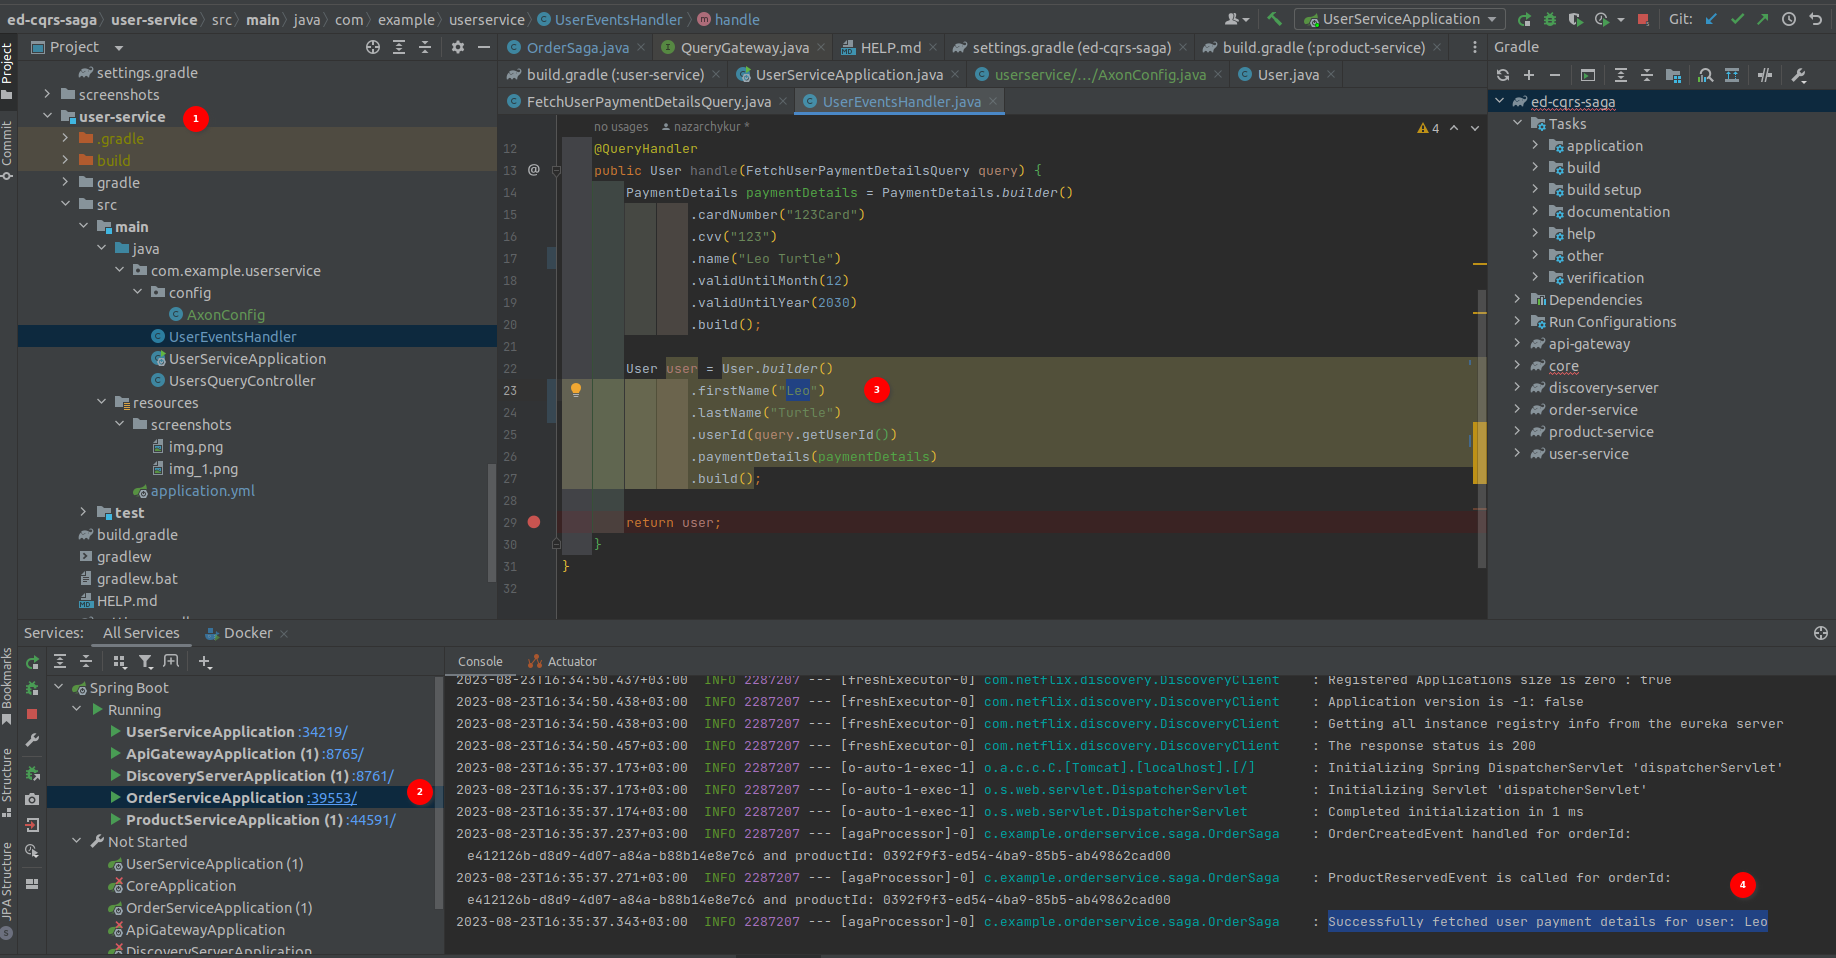 ed-cqrs-saga > user-service > src > main > java > com > example > userservice > UserEventsHandler > handle
UserServiceApplication
Git:
Project
OrderSaga.java
QueryGateway.java
HELP.md
settings.gradle (ed-cqrs-saga)
build.gradle (:product-service)
Gradle
build.gradle (:user-service)
UserServiceApplication.java
userservice/.../AxonConfig.java
User.java
FetchUserPaymentDetailsQuery.java
UserEventsHandler.java
Project
Commit
Bookmarks
Structure
JPA Structure
settings.gradle
screenshots
user-service
1
.gradle
build
gradle
src
main
java
com.example.userservice
config
AxonConfig
UserEventsHandler
UserServiceApplication
UsersQueryController
resources
screenshots
img.png
img_1.png
application.yml
test
build.gradle
gradlew
gradlew.bat
HELP.md
no usages nazarchykur *
4
12 @QueryHandler
13 @ public User handle(FetchUserPaymentDetailsQuery query) {
14 PaymentDetails paymentDetails = PaymentDetails.builder()
15 .cardNumber("123Card")
16 .cvv("123")
17 .name("Leo Turtle")
18 .validUntilMonth(12)
19 .validUntilYear(2030)
20 .build();
21
22 User user = User.builder()
23 .firstName("Leo")
3
24 .lastName("Turtle")
25 .userId(query.getUserId())
26 .paymentDetails(paymentDetails)
27 .build();
28
29 return user;
30 }
31 }
32
ed-cqrs-saga
Tasks
application
build
build setup
documentation
help
other
verification
Dependencies
Run Configurations
api-gateway
core
discovery-server
order-service
product-service
user-service
Services: All Services Docker
Spring Boot
Running
UserServiceApplication :34219/
ApiGatewayApplication (1) :8765/
DiscoveryServerApplication (1) :8761/
OrderServiceApplication :39553/
2
ProductServiceApplication (1) :44591/
Not Started
UserServiceApplication (1)
CoreApplication
OrderServiceApplication (1)
ApiGatewayApplication
DiscoveryServerApplication
Console Actuator
2023-08-23T16:34:50.437+03:00 INFO 2287207 --- [freshExecutor-0] com.netflix.discovery.DiscoveryClient : Registered Applications size is zero : true
2023-08-23T16:34:50.438+03:00 INFO 2287207 --- [freshExecutor-0] com.netflix.discovery.DiscoveryClient : Application version is -1: false
2023-08-23T16:34:50.438+03:00 INFO 2287207 --- [freshExecutor-0] com.netflix.discovery.DiscoveryClient : Getting all instance registry info from the eureka server
2023-08-23T16:34:50.457+03:00 INFO 2287207 --- [freshExecutor-0] com.netflix.discovery.DiscoveryClient : The response status is 200
2023-08-23T16:35:37.173+03:00 INFO 2287207 --- [o-auto-1-exec-1] o.a.c.c.C.[Tomcat].[localhost].[/] : Initializing Spring DispatcherServlet 'dispatcherServlet'
2023-08-23T16:35:37.173+03:00 INFO 2287207 --- [o-auto-1-exec-1] o.s.web.servlet.DispatcherServlet : Initializing Servlet 'dispatcherServlet'
2023-08-23T16:35:37.174+03:00 INFO 2287207 --- [o-auto-1-exec-1] o.s.web.servlet.DispatcherServlet : Completed initialization in 1 ms
2023-08-23T16:35:37.237+03:00 INFO 2287207 --- [agaProcessor]-0] c.example.orderservice.saga.OrderSaga : OrderCreatedEvent handled for orderId:
e412126b-d8d9-4d07-a84a-b88b14e8e7c6 and productId: 0392f9f3-ed54-4ba9-85b5-ab49862cad00
2023-08-23T16:35:37.271+03:00 INFO 2287207 --- [agaProcessor]-0] c.example.orderservice.saga.OrderSaga : ProductReservedEvent is called for orderId:
4
e412126b-d8d9-4d07-a84a-b88b14e8e7c6 and productId: 0392f9f3-ed54-4ba9-85b5-ab49862cad00
2023-08-23T16:35:37.343+03:00 INFO 2287207 --- [agaProcessor]-0] c.example.orderservice.saga.OrderSaga : Successfully fetched user payment details for user: Leo